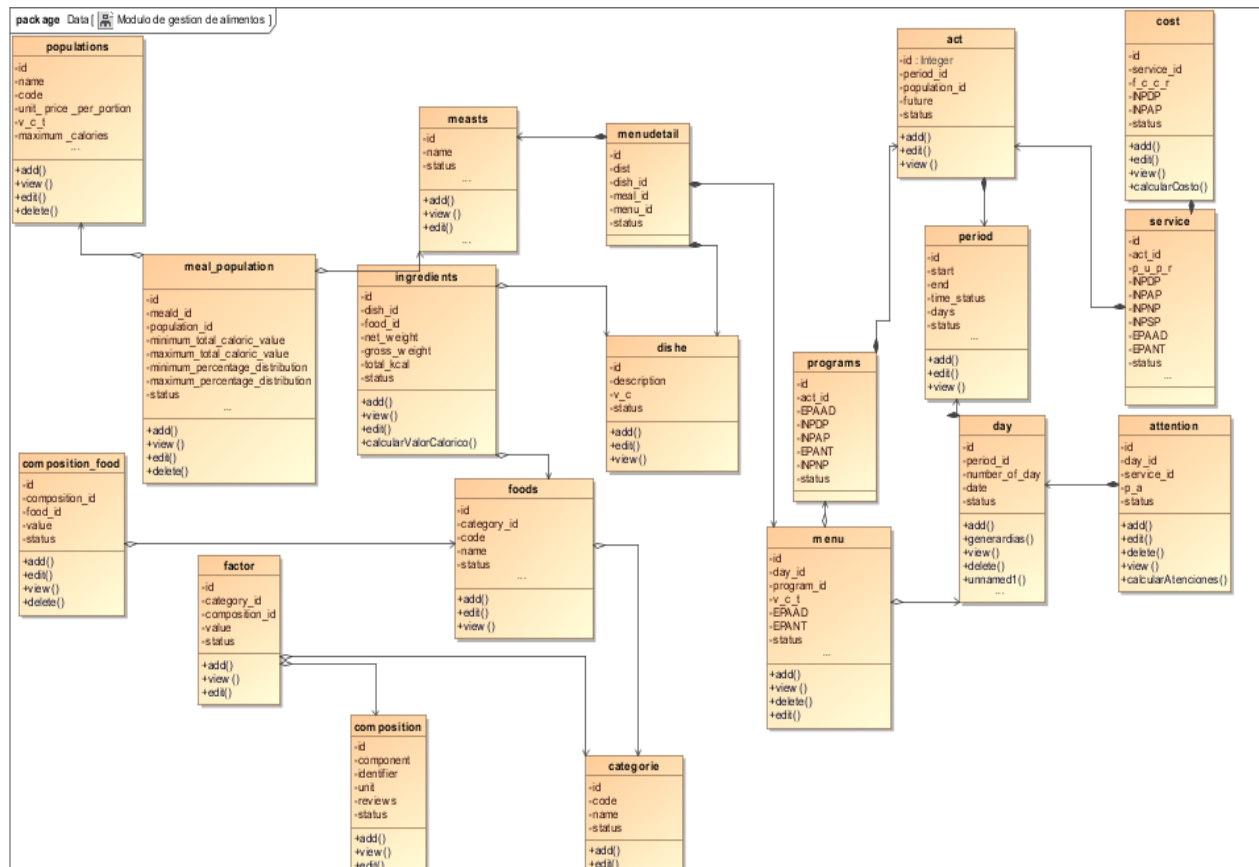 package Data [ Modulo de gestion de alimentos ]
populations
-id
-name
-code
-unit_price _per_portion
-v_c_t
-maximum _calories
...
+add()
+view ()
+edit()
+delete()
measts
-id
-name
-status
...
+add()
+view ()
+edit()
...
menudetail
-id
-dist
-dish_id
-meal_id
-menu_id
-status
act
-id : Integer
-period_id
-population_id
-future
-status
+add()
+edit()
+view ()
cost
-id
-service_id
-f_c_c_r
-INPDP
-INPAP
-status
+add()
+edit()
+view ()
+calcularCosto()
meal_population
-id
-meald_id
-population_id
-minimum_total_caloric_value
-maximum_total_caloric_value
-minimum_percentage_distribution
-maximum_percentage_distribution
-status
...
+add()
+view ()
+edit()
+delete()
ingredients
-id
-dish_id
-food_id
-net_weight
-gross_weight
-total_kcal
-status
+add()
+view()
+edit()
+calcularValorCalorico()
dishe
-id
-description
-v_c
-status
+add()
+edit()
+view()
programs
-id
-act_id
-EPAAD
-INPDP
-INPAP
-EPANT
-INPNP
-status
period
-id
-start
-end
-time_status
-days
-status
...
+add()
+edit()
+view ()
service
-id
-act_id
-p_u_p_r
-INPDP
-INPAP
-INPNP
-INPSP
-EPAAD
-EPANT
-status
...
composition_food
-id
-composition_id
-food_id
-value
-status
+add()
+edit()
+view()
+delete()
foods
-id
-category_id
-code
-name
-status
...
+add()
+edit()
+view ()
day
-id
-period_id
-number_of_day
-date
-status
+add()
+generardias()
+view()
+delete()
+unnamed1()
...
attention
-id
-day_id
-service_id
-p_a
-status
+add()
+edit()
+delete()
+view ()
+calcularAtenciones()
factor
-id
-category_id
-composition_id
-value
-status
+add()
+view ()
+edit()
menu
-id
-day_id
-program_id
-v_c_t
-EPAAD
-EPANT
-status
...
+add()
+view ()
+delete()
+edit()
composition
-id
-component
-identifier
-unit
-reviews
-status
+add()
+view()
+edit()
categorie
-id
-code
-name
-status
+add()
+edit()